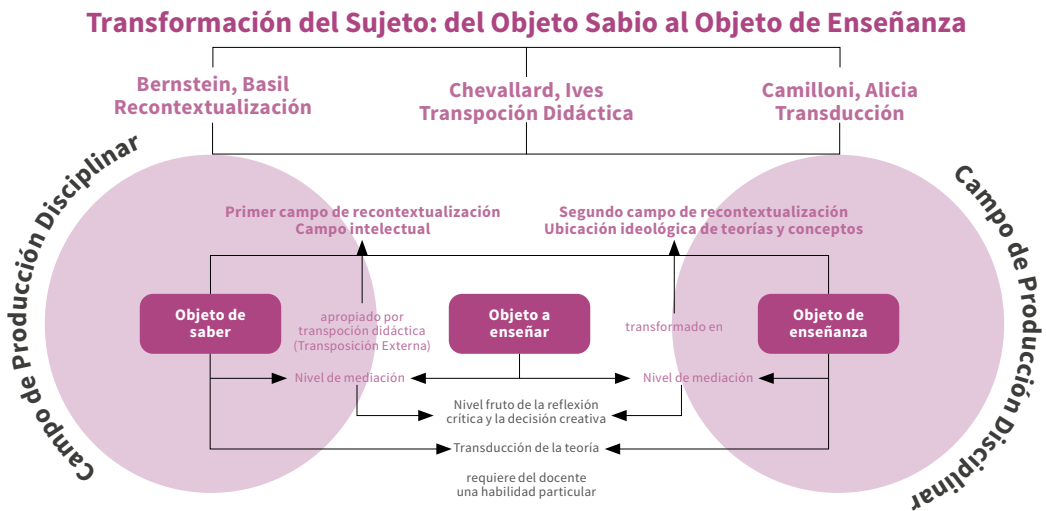 Transformación del Sujeto: del Objeto Sabio al Objeto de Enseñanza
Bernstein, Basil
Recontextualización
Chevallard, Ives
Transpoción Didáctica
Camilloni, Alicia
Transducción
Campo de Producción Disciplinar
Campo de Producción Disciplinar
Primer campo de recontextualización
Campo intelectual
Segundo campo de recontextualización
Ubicación ideológica de teorías y conceptos
Objeto de
saber
apropiado por
transpoción didáctica
(Transposición Externa)
Objeto a
enseñar
transformado en
Objeto de
enseñanza
Nivel de mediación
Nivel de mediación
Nivel fruto de la reflexión
crítica y la decisión creativa
Transducción de la teoría
requiere del docente
una habilidad particular